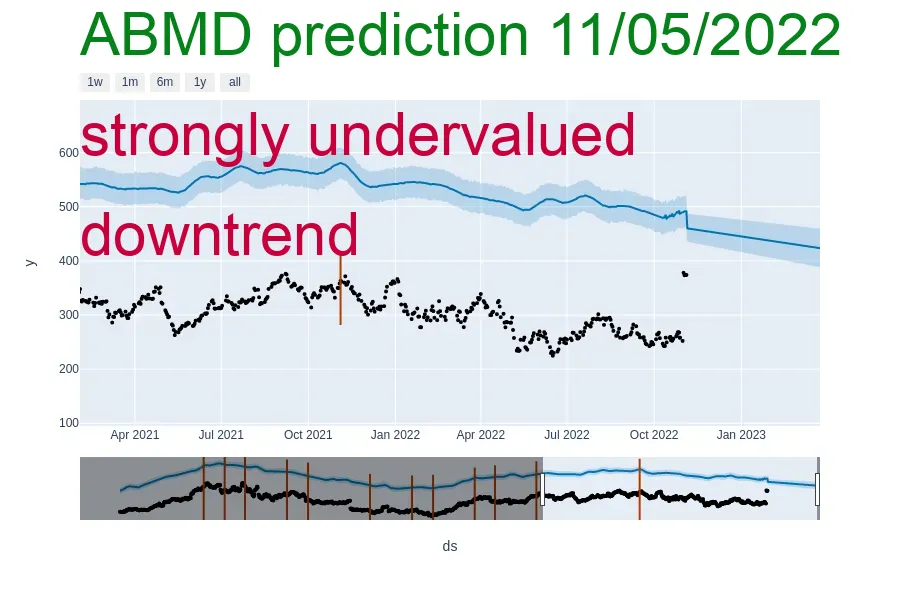 ABMD prediction 11/05/2022
1w 1m 6m 1y all
strongly undervalued
downtrend
600
500
400
300
200
100
y
Apr 2021 Jul 2021 Oct 2021 Jan 2022 Apr 2022 Jul 2022 Oct 2022 Jan 2023
ds